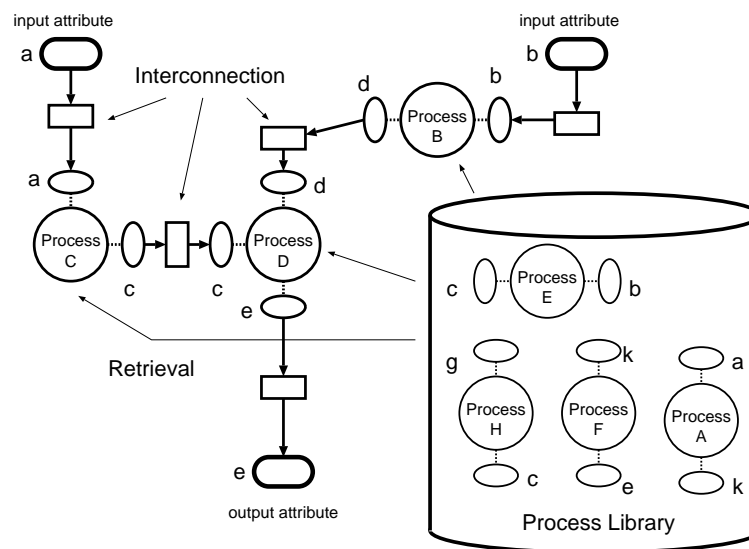 input attribute
input attribute
a
b
Interconnection
d
b
Process
B
a
d
Process
C
Process
D
c
c
e
c
Process
E
b
Retrieval
g
k
a
Process
H
Process
F
Process
A
c
e
k
e
output attribute
Process Library